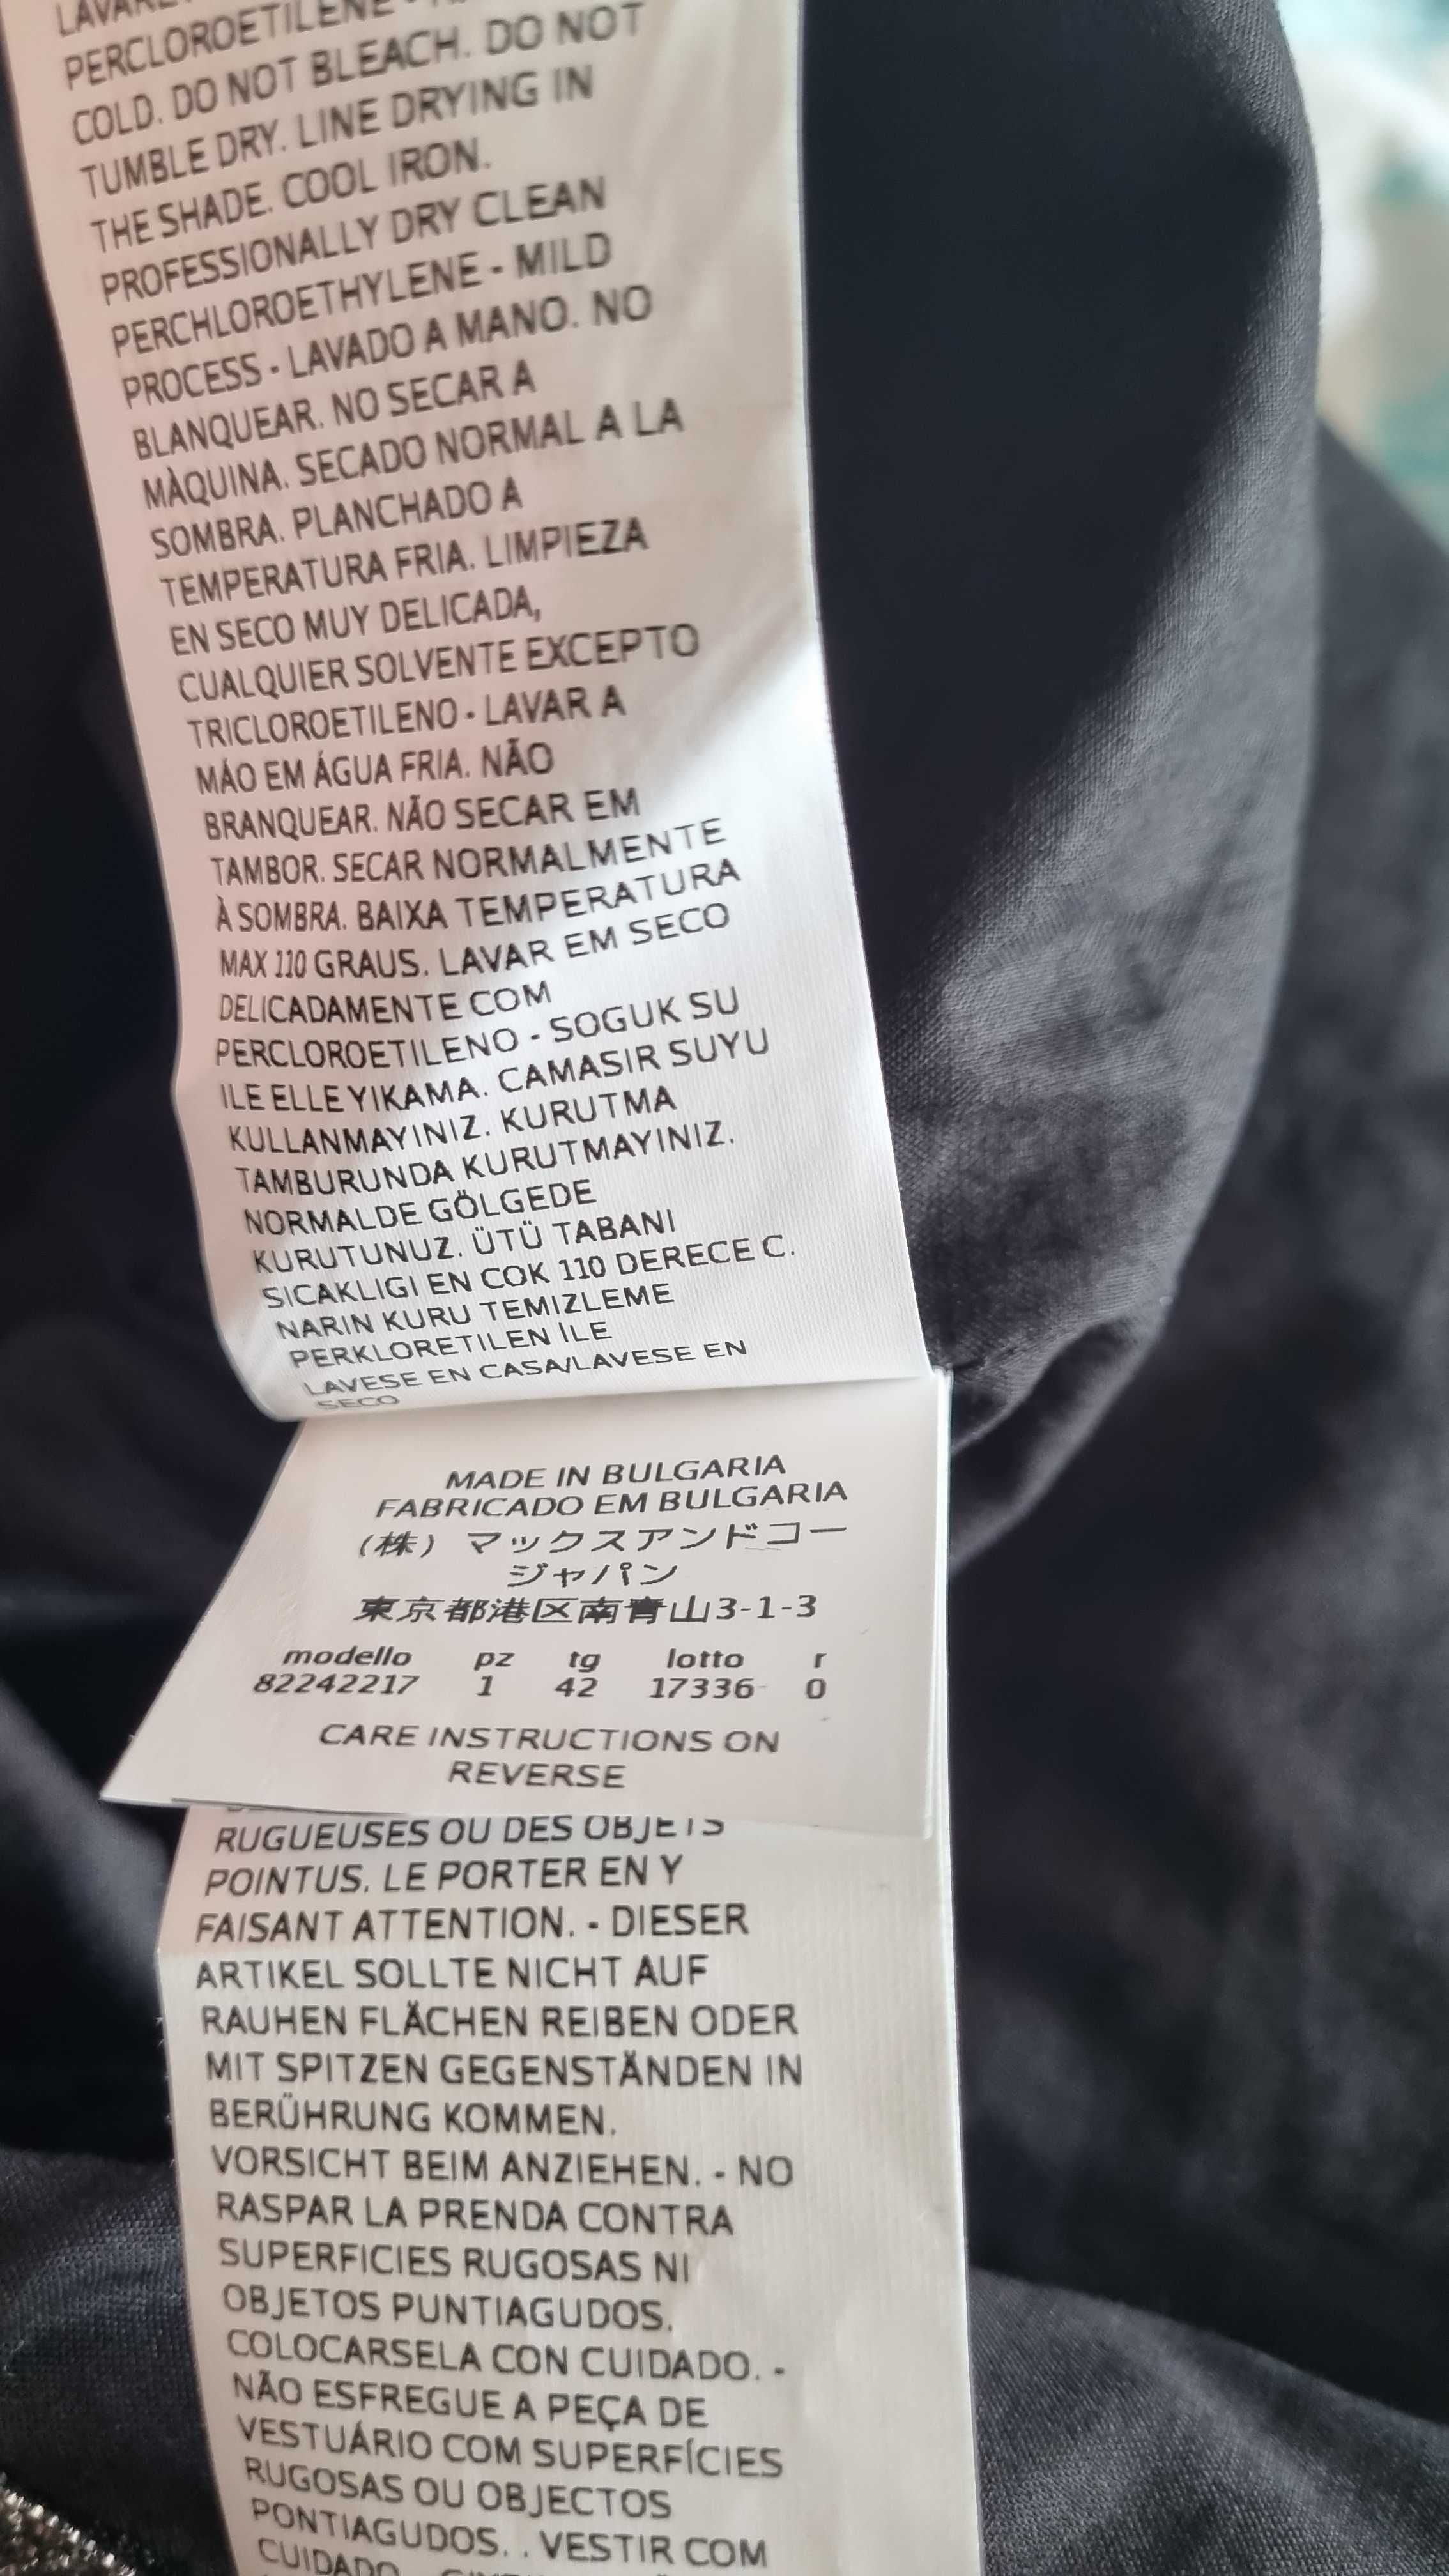 PERCLOROETILENE -
COLD. DO NOT BLEACH. DO NOT
TUMBLE DRY. LINE DRYING IN
THE SHADE. COOL IRON.
PROFESSIONALLY DRY CLEAN
PERCHLOROETHYLENE - MILD
PROCESS - LAVADO A MANO. NO
BLANQUEAR. NO SECAR A
MÀQUINA. SECADO NORMAL A LA
SOMBRA. PLANCHADO A
TEMPERATURA FRIA. LIMPIEZA
EN SECO MUY DELICADA,
CUALQUIER SOLVENTE EXCEPTO
TRICLOROETILENO - LAVAR A
MÁO EM ÁGUA FRIA. NÃO
BRANQUEAR. NÃO SECAR EM
TAMBOR. SECAR NORMALMENTE
À SOMBRA. BAIXA TEMPERATURA
MAX 110 GRAUS. LAVAR EM SECO
DELICADAMENTE COM
PERCLOROETILENO - SOGUK SU
ILE ELLE YIKAMA. CAMASIR SUYU
KULLANMAYINIZ. KURUTMA
TAMBURUNDA KURUTMAYINIZ.
NORMALDE GÖLGEDE
KURUTUNUZ. ÜTÜ TABANI
SICAKLIGI EN COK 110 DERECE C.
NARIN KURU TEMIZLEME
PERKLORETILEN İLE
LAVESE EN CASA/LAVESE EN
SECO
MADE IN BULGARIA
FABRICADO EM BULGARIA
(株) マックスアンドコー
ジャパン
東京都港区南青山3-1-3
modello pz tg lotto r
82242217 1 42 17336 0
CARE INSTRUCTIONS ON
REVERSE
RUGUEUSES OU DES OBJETS
POINTUS. LE PORTER EN Y
FAISANT ATTENTION. - DIESER
ARTIKEL SOLLTE NICHT AUF
RAUHEN FLÄCHEN REIBEN ODER
MIT SPITZEN GEGENSTÄNDEN IN
BERÜHRUNG KOMMEN.
VORSICHT BEIM ANZIEHEN. - NO
RASPAR LA PRENDA CONTRA
SUPERFICIES RUGOSAS NI
OBJETOS PUNTIAGUDOS.
COLOCARSELA CON CUIDADO. -
NÃO ESFREGUE A PEÇA DE
VESTUÁRIO COM SUPERFÍCIES
RUGOSAS OU OBJECTOS
PONTIAGUDOS. . VESTIR COM
CUIDADO